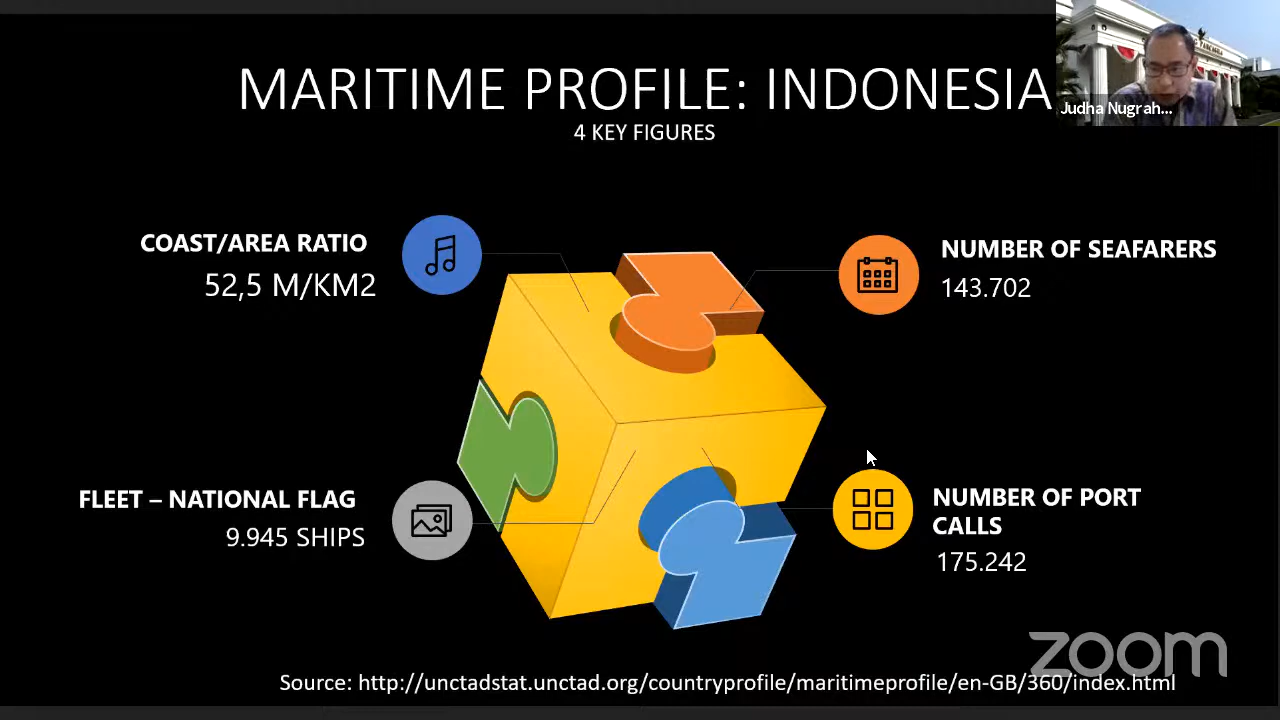 MARITIME PROFILE: INDONESIA
4 KEY FIGURES
Judha Nugrah...
COAST/AREA RATIO
52,5 M/KM2
NUMBER OF SEAFARERS
143.702
FLEET – NATIONAL FLAG
9.945 SHIPS
NUMBER OF PORT
CALLS
175.242
zoom
Source: http://unctadstat.unctad.org/countryprofile/maritimeprofile/en-GB/360/index.html